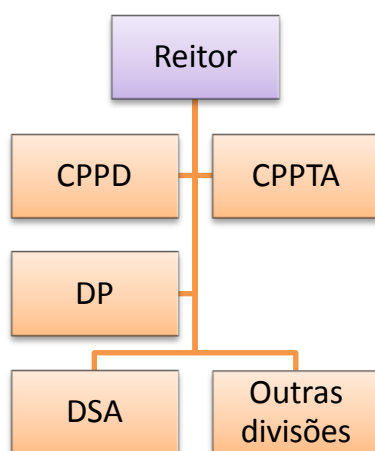 Reitor
CPPD
CPPTA
DP
DSA
Outras
divisões